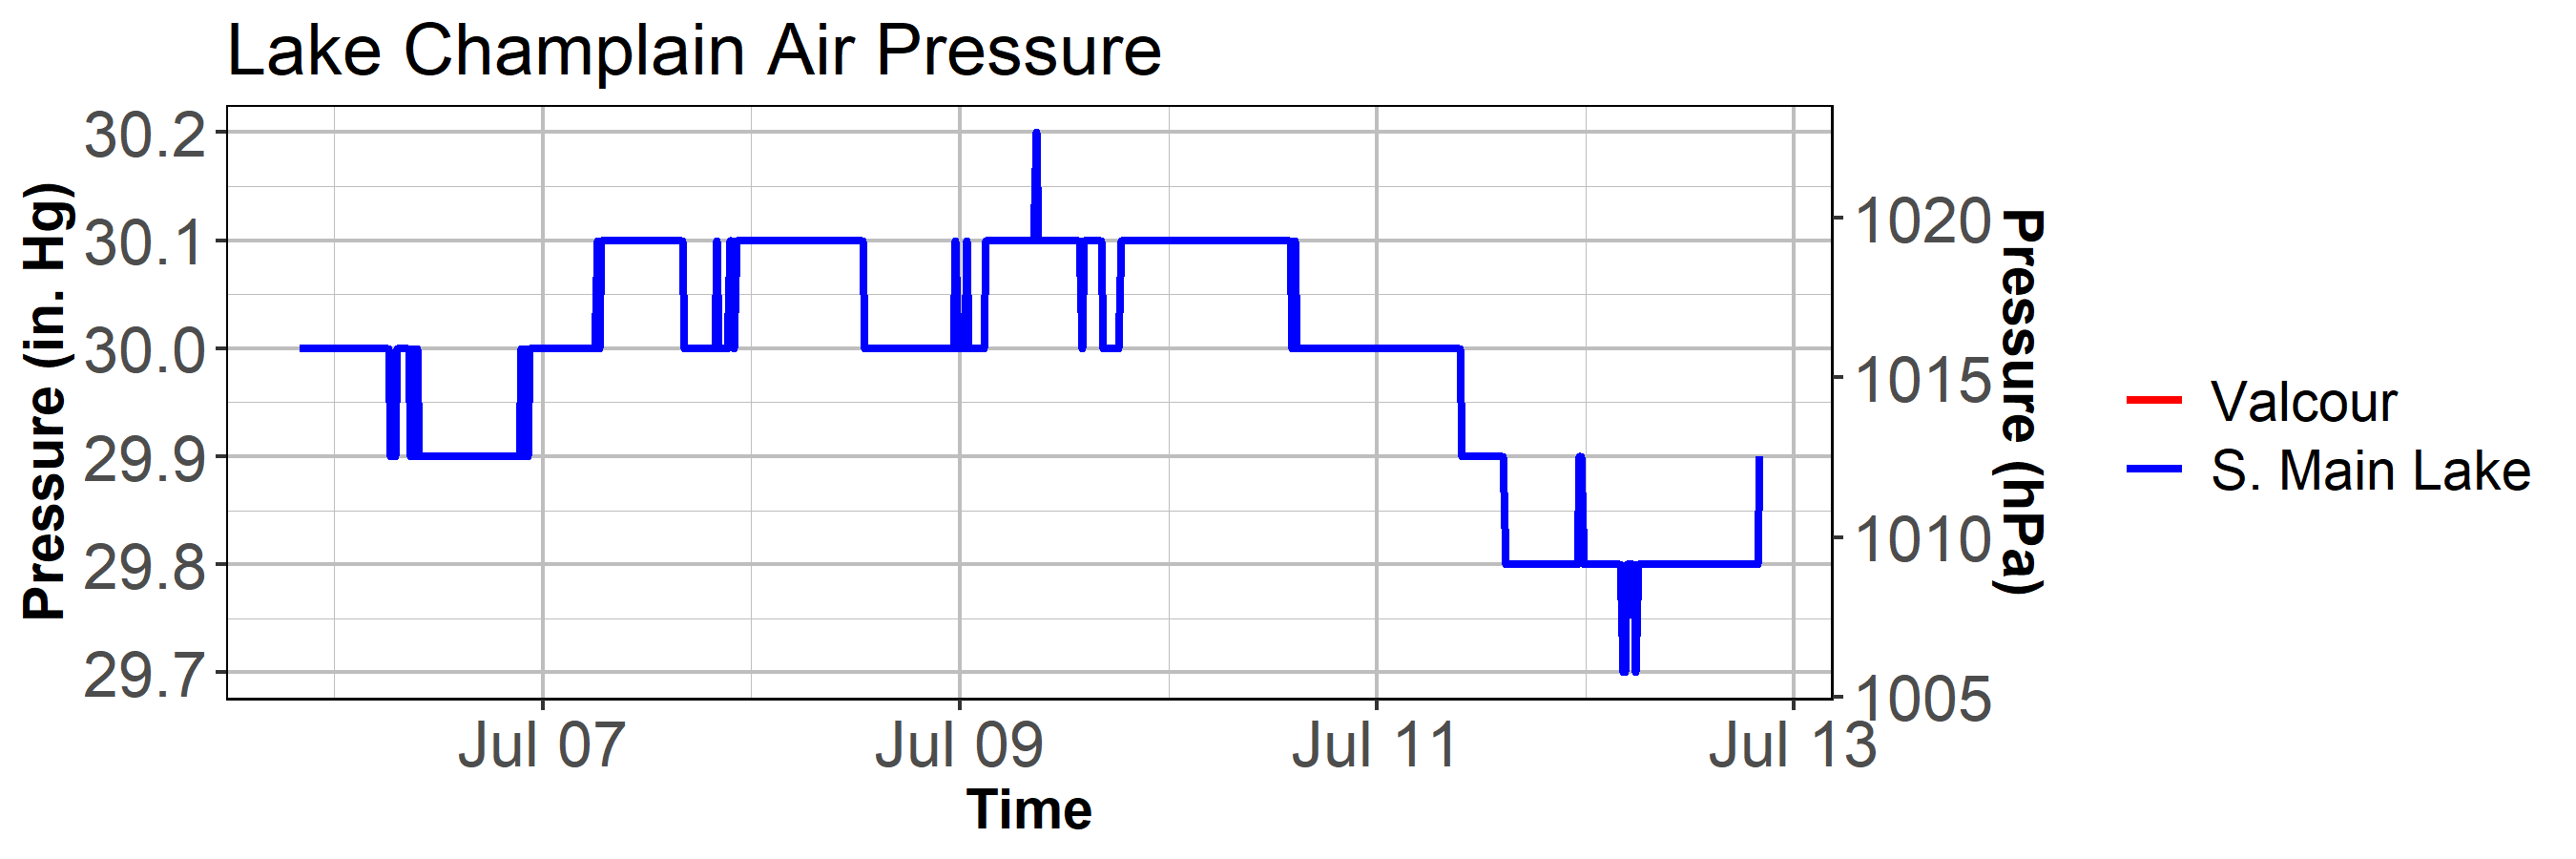 Lake Champlain Air Pressure
Pressure (in. Hg)
30.2
30.1
30.0
29.9
29.8
29.7
1020
1015
1010
1005
Pressure (hPa)
Jul 07
Jul 09
Jul 11
Jul 13
Time
Valcour
S. Main Lake